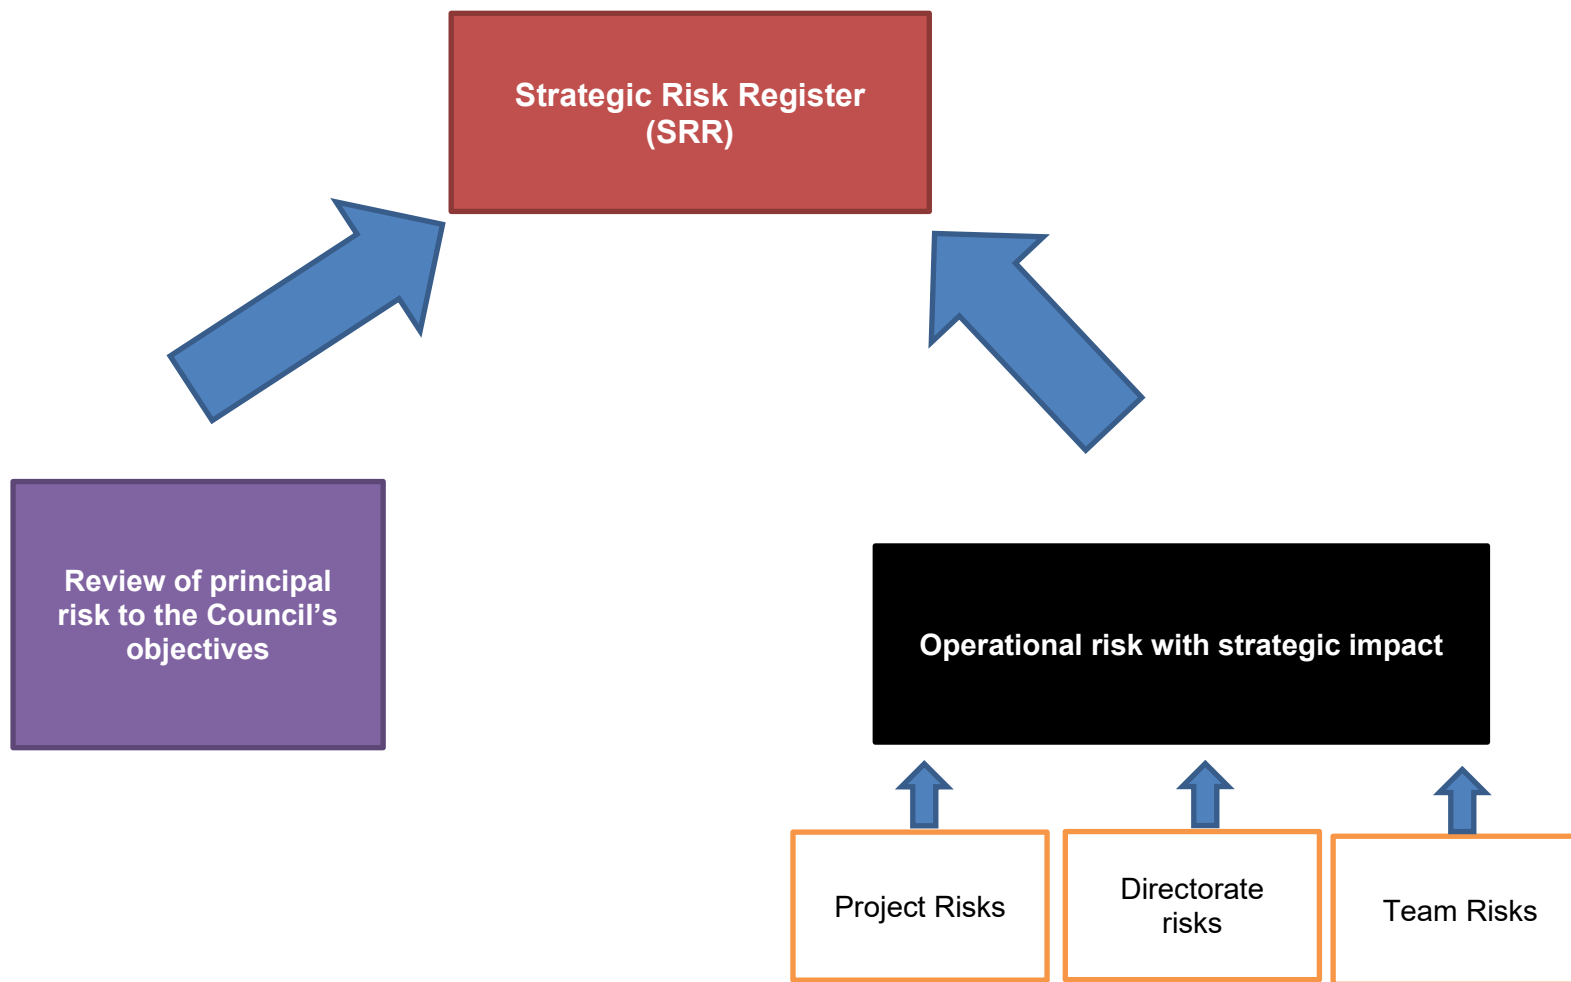 Strategic Risk Register
(SRR)
Review of principal
risk to the Council’s
objectives
Operational risk with strategic impact
Project Risks
Directorate
risks
Team Risks